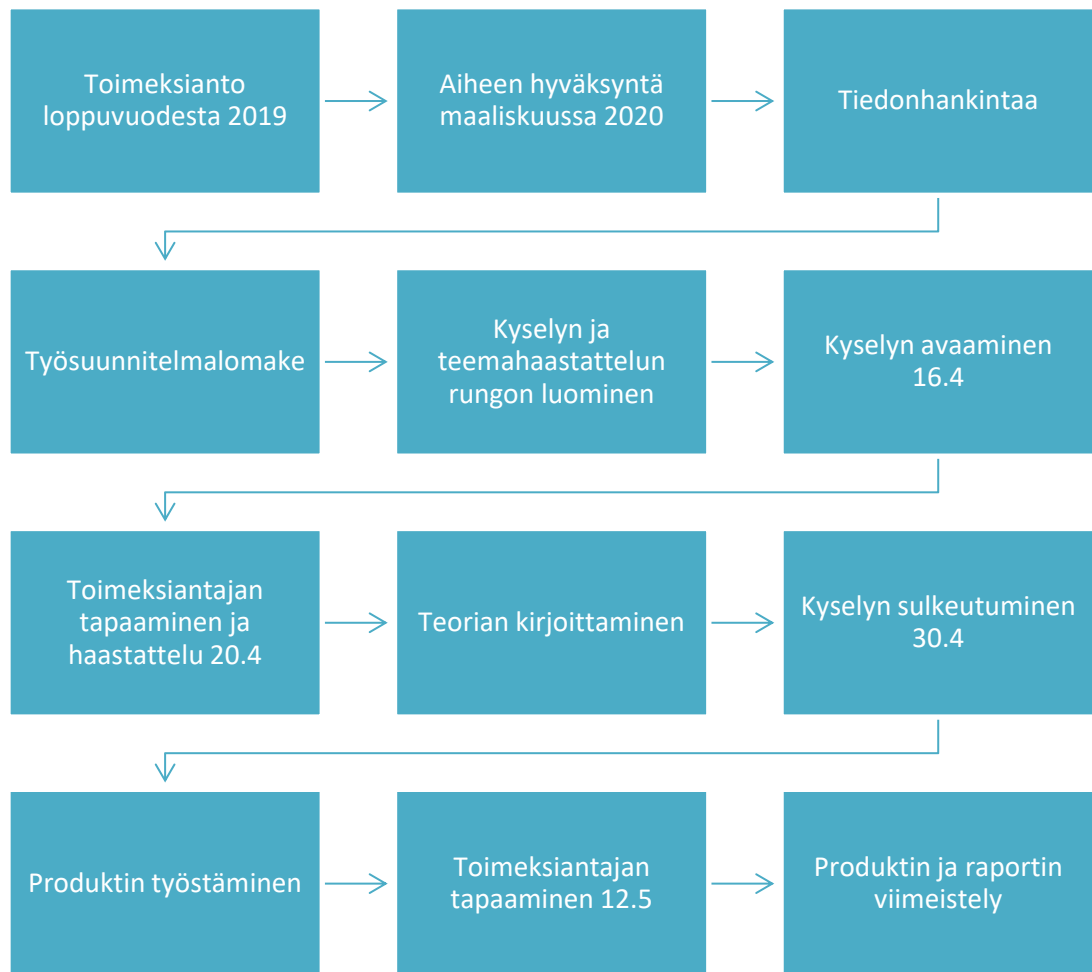 Toimeksianto
loppuvuodesta 2019
Aiheen hyväksyntä
maaliskuussa 2020
Tiedonhankintaa
Työsuunnitelmalomake
Kyselyn ja
teemahaastattelun
rungon luominen
Kyselyn avaaminen
16.4
Toimeksiantajan
tapaaminen ja
haastattelu 20.4
Teorian kirjoittaminen
Kyselyn sulkeutuminen
30.4
Produktin työstäminen
Toimeksiantajan
tapaaminen 12.5
Produktin ja raportin
viimeistely